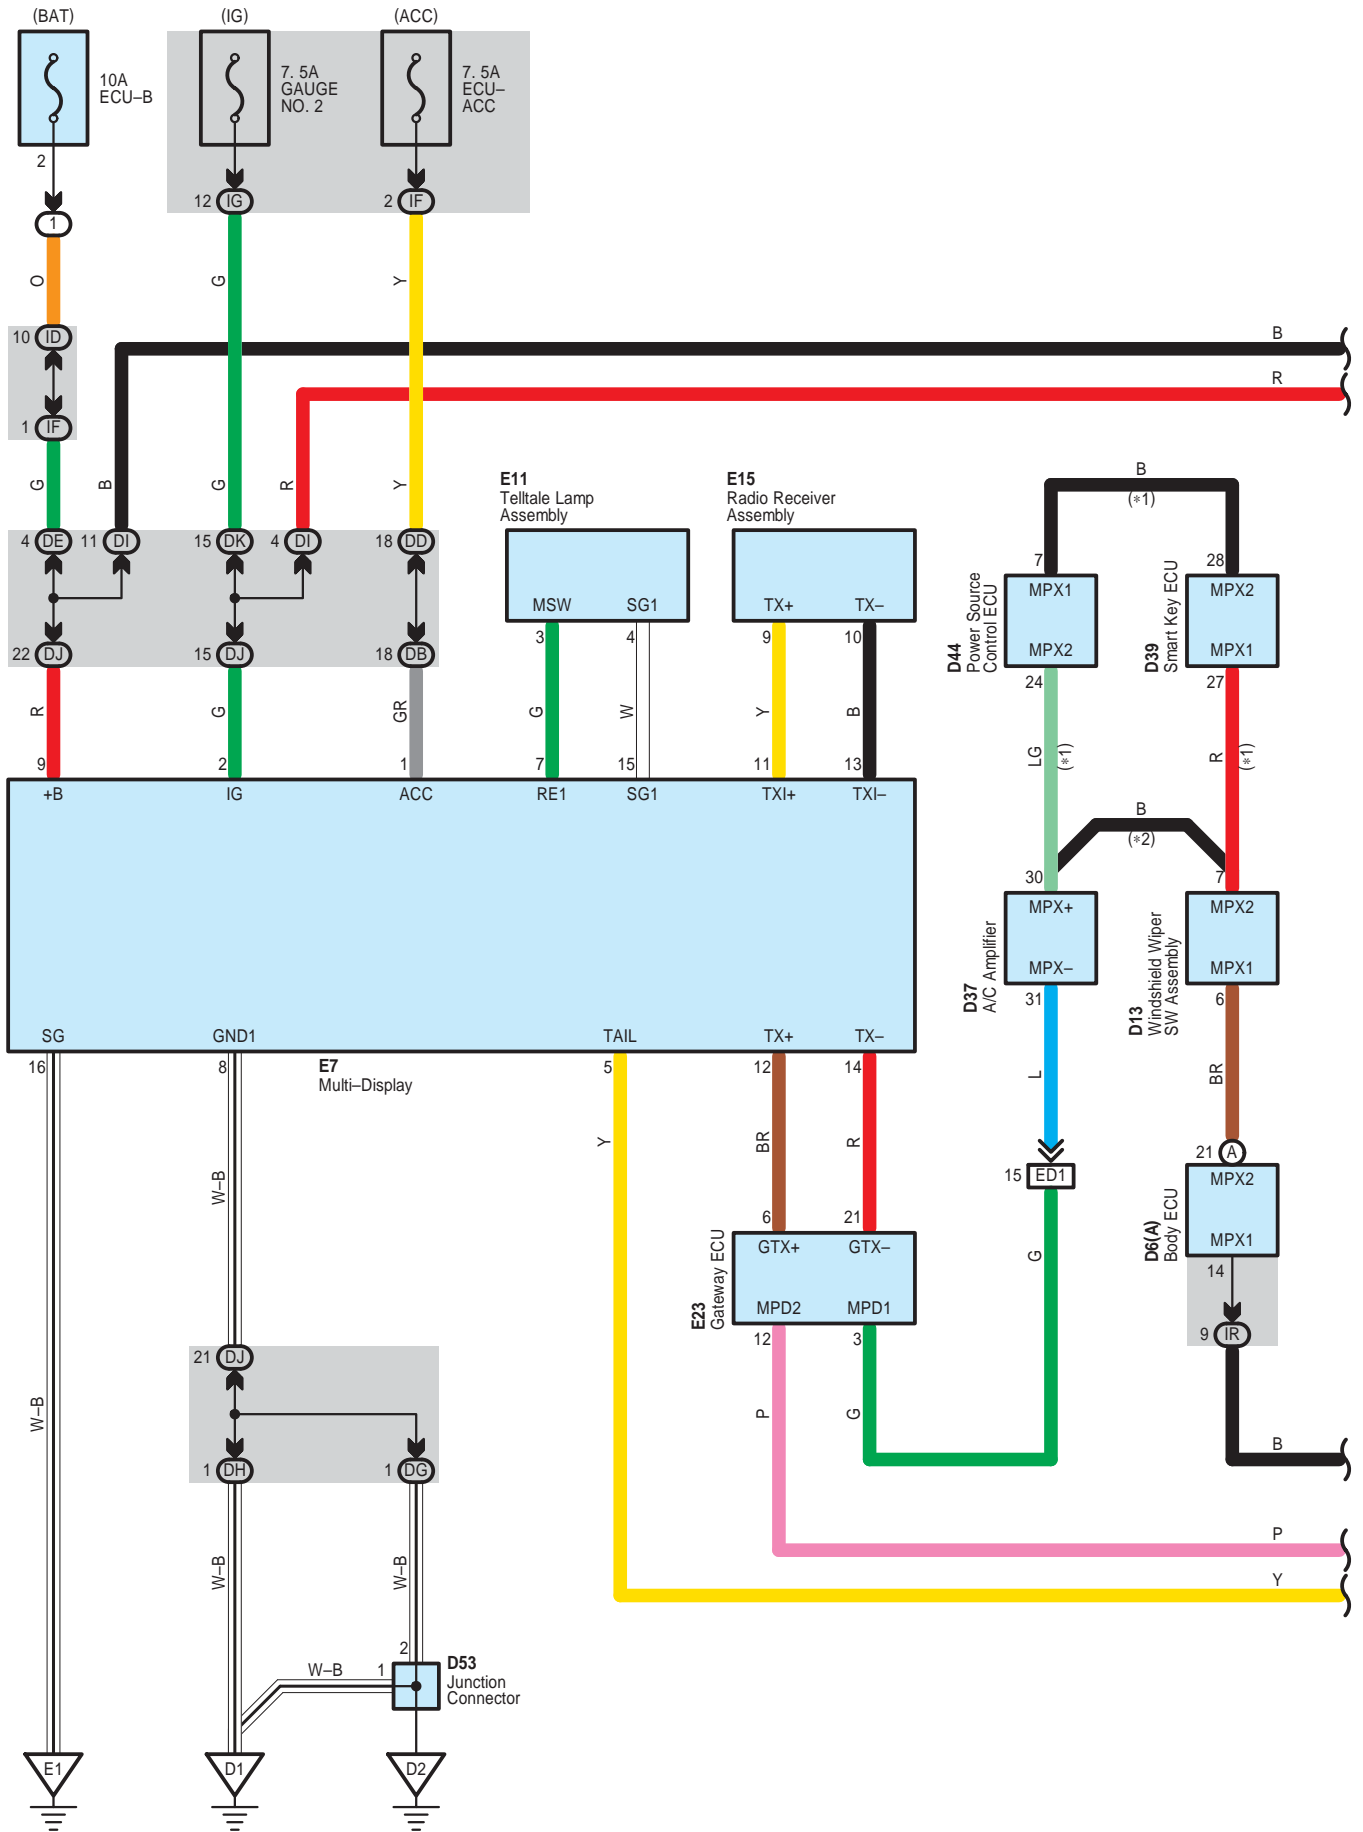 (BAT) (IG) (ACC)
10A
ECU–B
7. 5A
GAUGE
NO. 2
7. 5A
ECU–
ACC
2
12 IG 2 IF
1
O G Y
10 ID
B
R
1 IF
G B G R Y
E11
Telltale Lamp
Assembly
E15
Radio Receiver
Assembly
B
(*1)
4 DE 11 DI 15 DK 4 DI 18 DD
7 28
MSW SG1 TX+ TX–
MPX1 MPX2
MPX2 MPX1
D44
Power Source
Control ECU
D39
Smart Key ECU
3 4 9 10
22 DJ 15 DJ 18 DB
24 27
R G GR G W Y B
LG (*1) R (*1)
9 2 1 7 15 11 13
+B IG ACC RE1 SG1 TXI+ TXI–
B
(*2)
30 7
MPX+ MPX2
MPX– MPX1
D37
A/C Amplifier
D13
Windshield Wiper
SW Assembly
31 6
SG GND1 TAIL TX+ TX–
16 8 5 12 14
E7
Multi–Display
L BR
Y BR R
W–B
21 A
15 ED1
MPX2
MPX1
D6(A)
Body ECU
6 21
GTX+ GTX–
MPD2 MPD1
E23
Gateway ECU
G
14
12 3
9 IR
21 DJ
W–B
P G
B
1 DH 1 DG
P
W–B W–B
Y
2
W–B 1
D53
Junction
Connector
E1 D1 D2